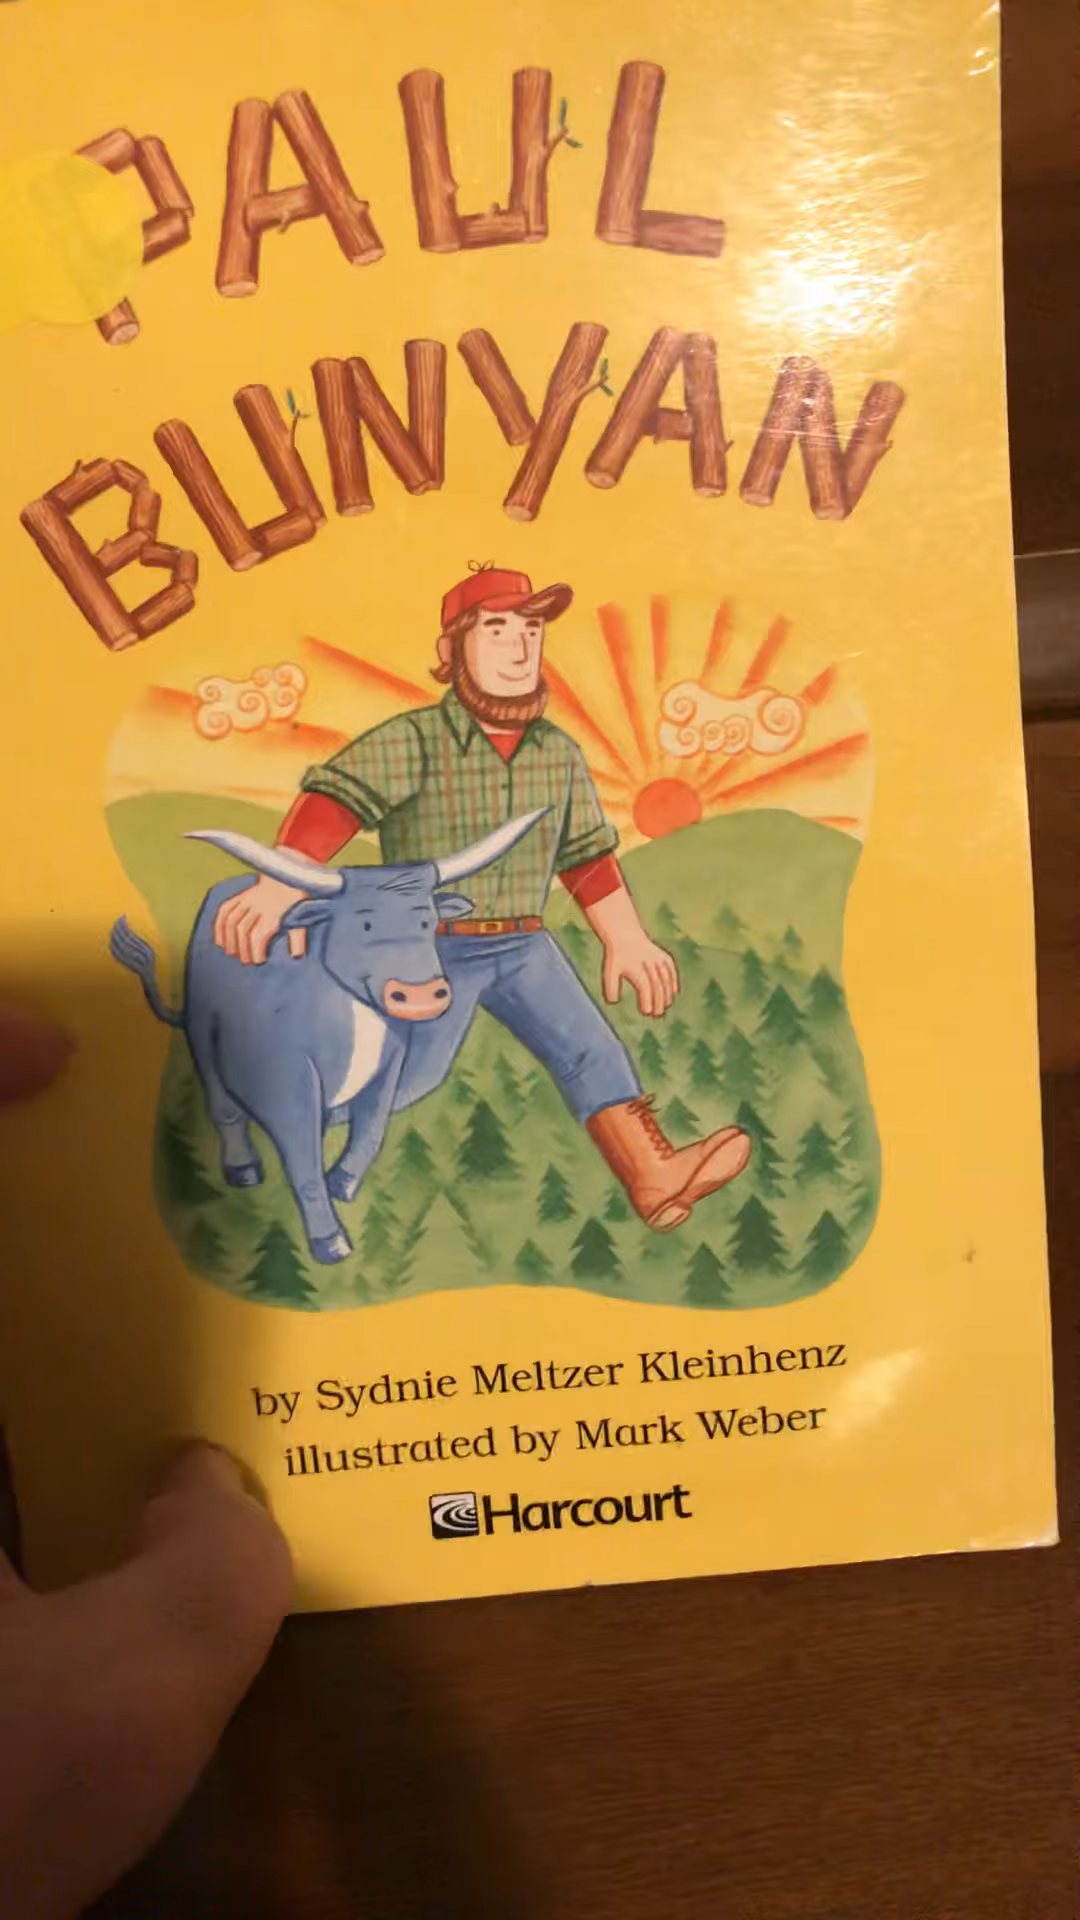 PAUL
BUNYAN
by Sydnie Meltzer Kleinhenz
illustrated by Mark Weber
Harcourt